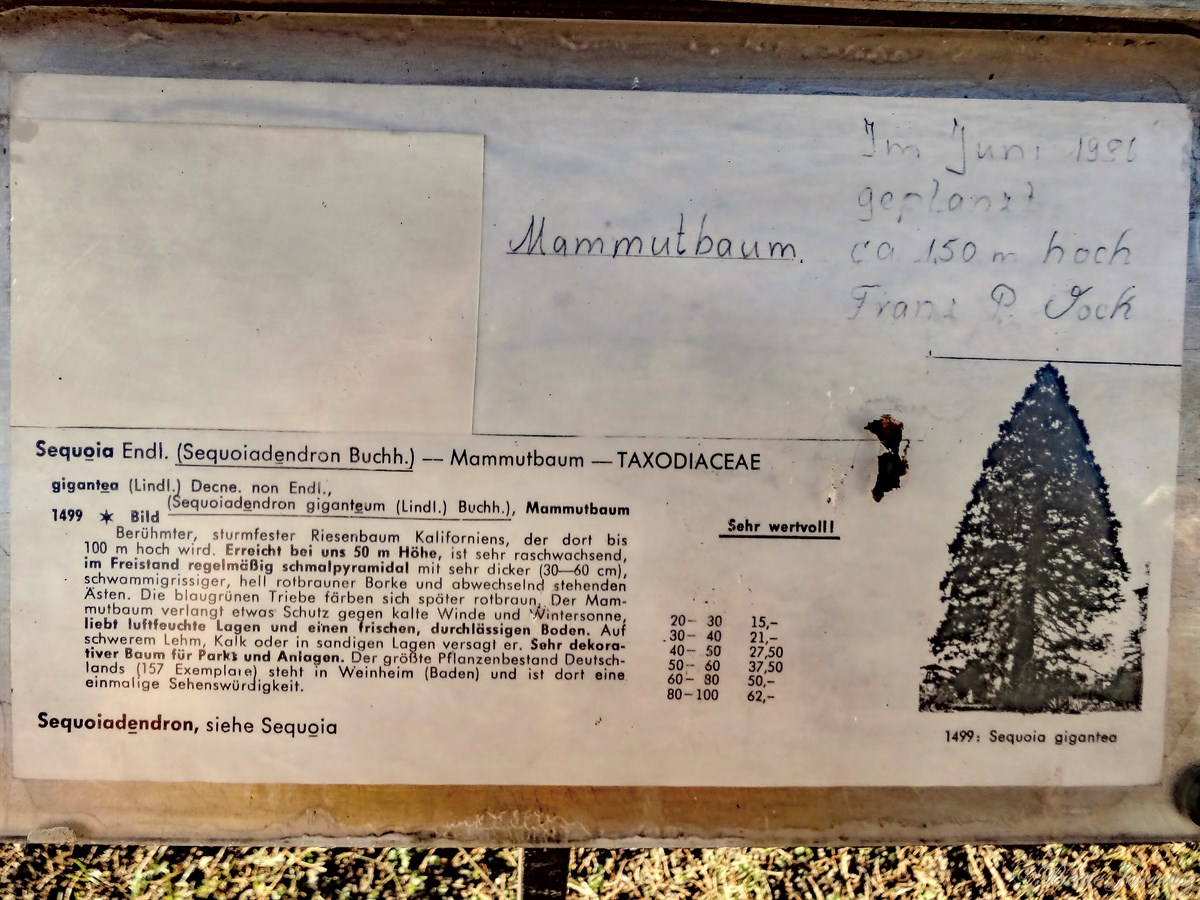 Im Juni 1986
geplanzt
ca 1,50 m hoch
Mammutbaum.
Franz P.
Sequoia Endl. (Sequoiadendron Buchh.) — Mammutbaum — TAXODIACEAE
gigantea (Lindl.) Decne. non Endl.,
(Sequoiadendron giganteum (Lindl.) Buchh.), Mammutbaum
1499 ✶ Bild
Berühmter, sturmfester Riesenbaum Kaliforniens, der dort bis
100 m hoch wird. Erreicht bei uns 50 m Höhe, ist sehr raschwachsend,
im Freistand regelmäßig schmalpyramidal mit sehr dicker (30—60 cm),
schwammigrissiger, hell rotbrauner Borke und abwechselnd stehenden
Ästen. Die blaugrünen Triebe färben sich später rotbraun. Der Mam-
mutbaum verlangt etwas Schutz gegen kalte Winde und Wintersonne,
liebt luftfeuchte Lagen und einen frischen, durchlässigen Boden. Auf
schwerem Lehm, Kalk oder in sandigen Lagen versagt er. Sehr dekora-
tiver Baum für Parks und Anlagen. Der größte Pflanzenbestand Deutsch-
lands (157 Exemplare) steht in Weinheim (Baden) und ist dort eine
einmalige Sehenswürdigkeit.
Sehr wertvoll!
20— 30 15,–
30— 40 21,–
40— 50 27,50
50— 60 37,50
60— 80 50,–
80—100 62,–
Sequoiadendron, siehe Sequoia
1499: Sequoia gigantea